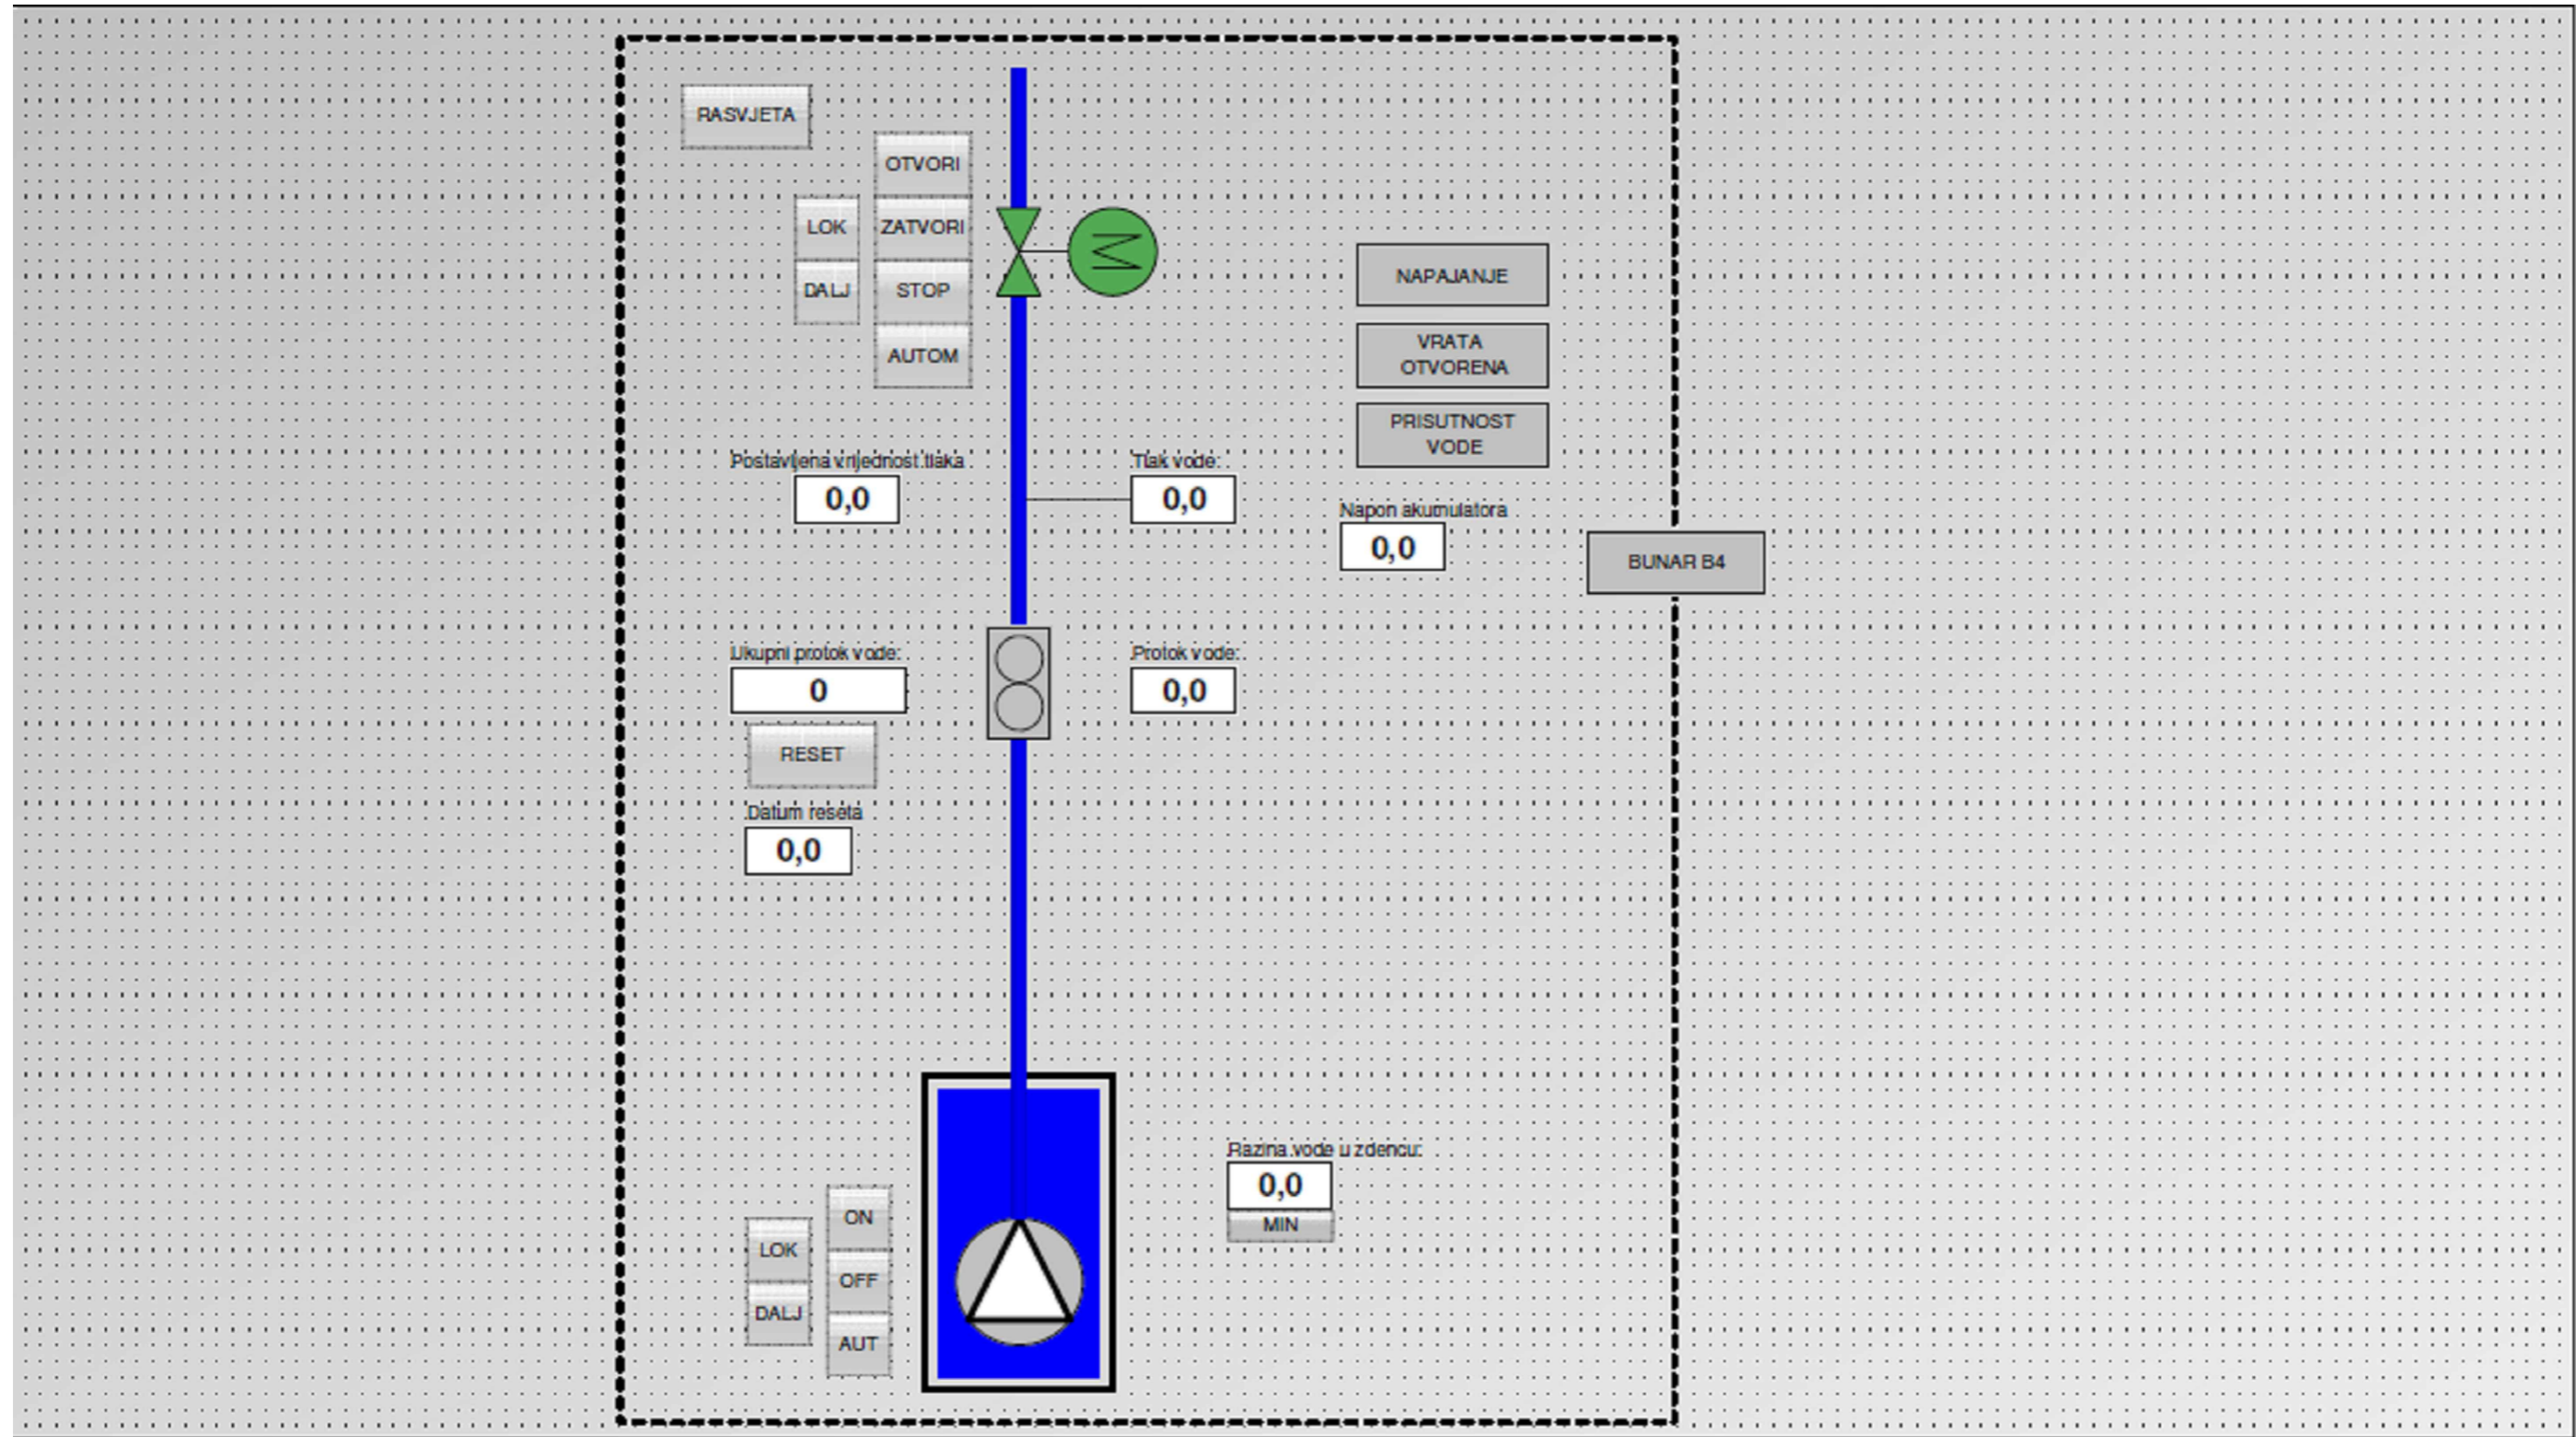 RASVJETA
OTVORI
LOK
ZATVORI
DALJ
STOP
AUTOM
M
NAPAJANJE
VRATA
OTVORENA
PRISUTNOST
VODE
Postavljena vrijednost tlaka
0,0
Tlak vode:
0,0
Napon akumulatora
0,0
BUNAR B4
Ukupni protok vode:
0
RESET
Protok vode:
0,0
Datum reseta
0,0
Razina vode u zdencu:
0,0
MIN
ON
LOK
OFF
DALJ
AUT